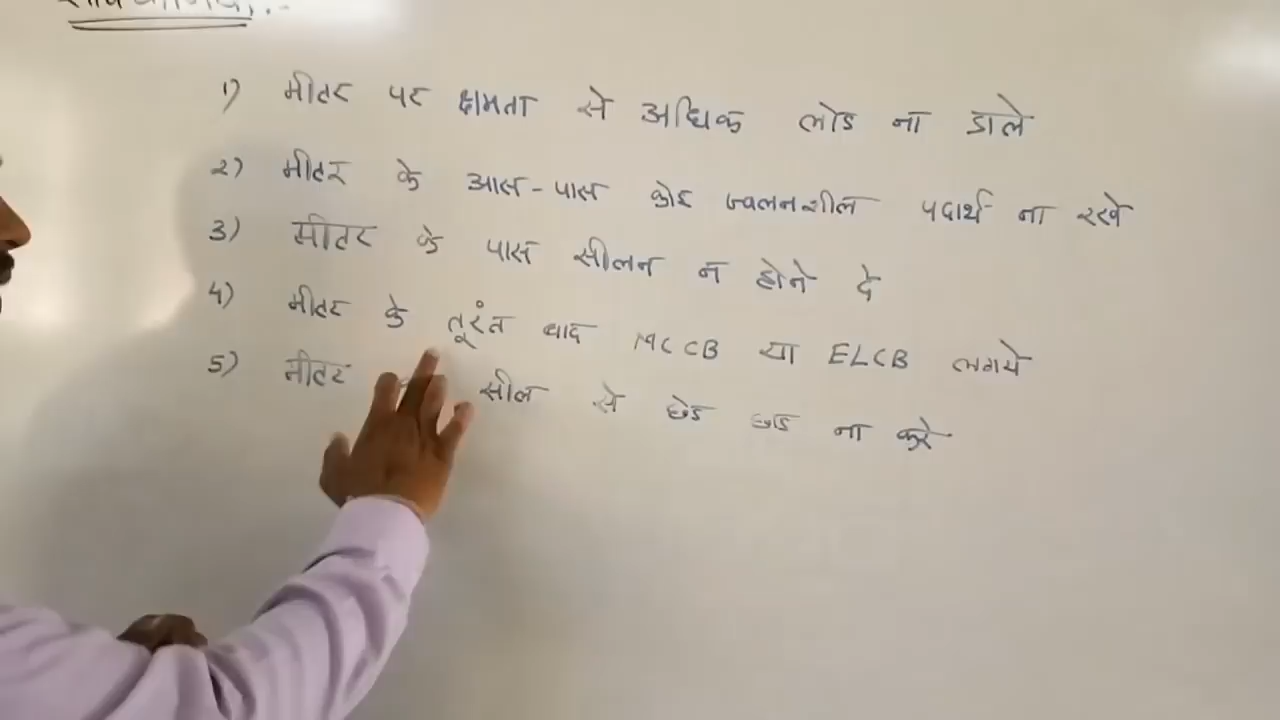 1) मीटर पर क्षमता से अधिक लोड ना डाले
2) मीटर के आस-पास कोइ ज्वलनशील पदार्थ ना रखे
3) मीटर के पास सीलन न होने दे
4) मीटर के तूरंत बाद MCCB या ELCB लगाये
5) मीटर सील से छेड छाड ना करे